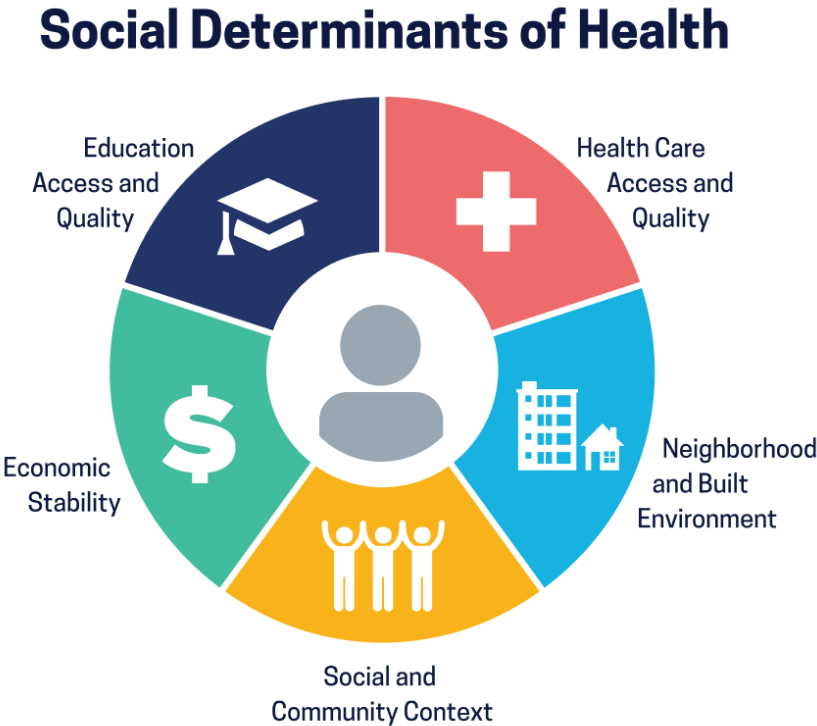 Social Determinants of Health
Education
Access and
Quality
Health Care
Access and
Quality
Economic
Stability
Neighborhood
and Built
Environment
Social and
Community Context